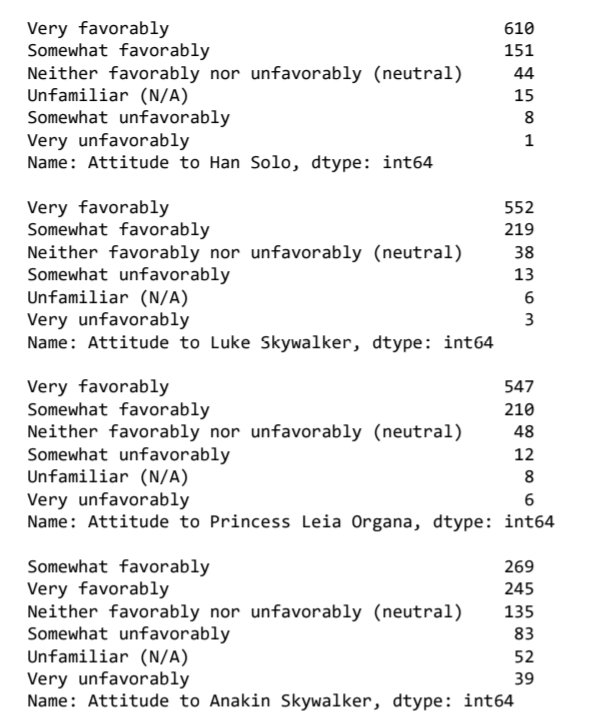 Very favorably 610
Somewhat favorably 151
Neither favorably nor unfavorably (neutral) 44
Unfamiliar (N/A) 15
Somewhat unfavorably 8
Very unfavorably 1
Name: Attitude to Han Solo, dtype: int64
Very favorably 552
Somewhat favorably 219
Neither favorably nor unfavorably (neutral) 38
Somewhat unfavorably 13
Unfamiliar (N/A) 6
Very unfavorably 3
Name: Attitude to Luke Skywalker, dtype: int64
Very favorably 547
Somewhat favorably 210
Neither favorably nor unfavorably (neutral) 48
Somewhat unfavorably 12
Unfamiliar (N/A) 8
Very unfavorably 6
Name: Attitude to Princess Leia Organa, dtype: int64
Somewhat favorably 269
Very favorably 245
Neither favorably nor unfavorably (neutral) 135
Somewhat unfavorably 83
Unfamiliar (N/A) 52
Very unfavorably 39
Name: Attitude to Anakin Skywalker, dtype: int64